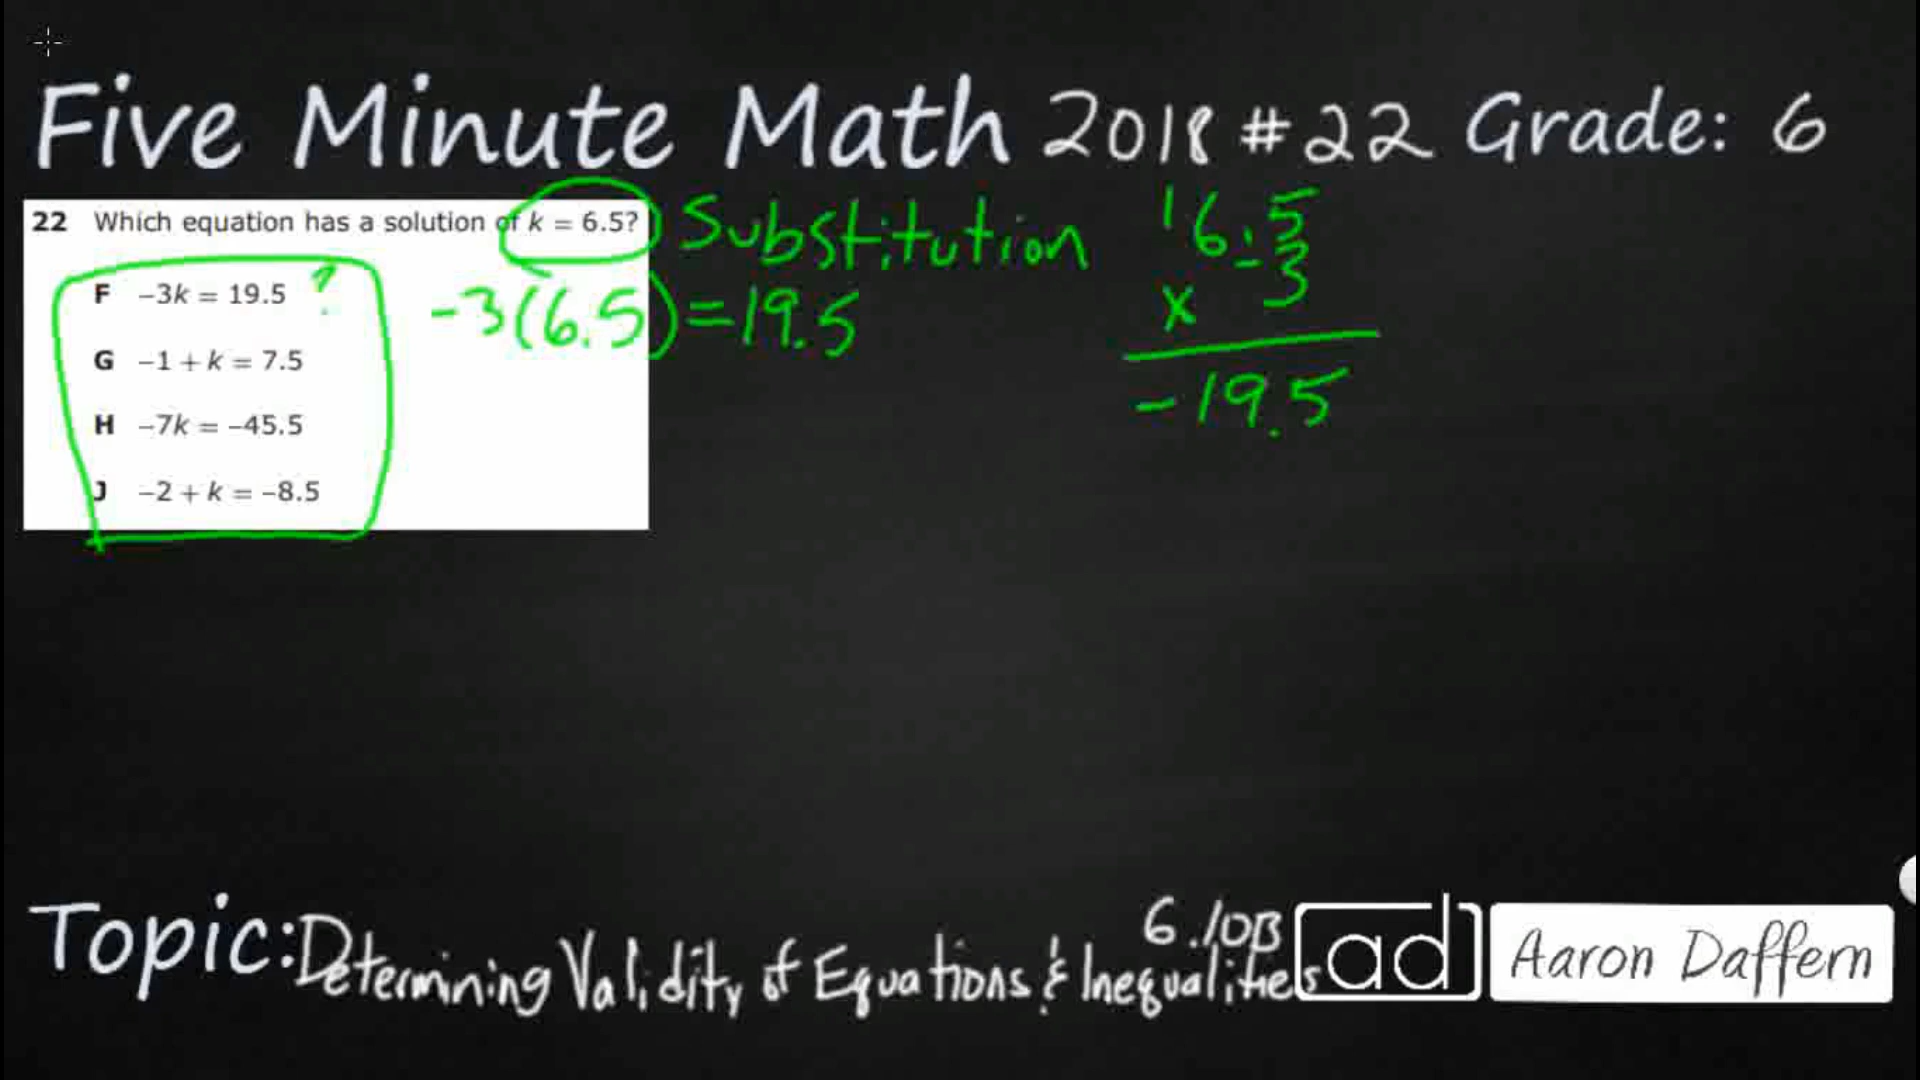 Five Minute Math 2018 #22 Grade: 6
22 Which equation has a solution of k = 6.5?
F −3k = 19.5 ?
G −1 + k = 7.5
H −7k = −45.5
J −2 + k = −8.5
Substitution
-3(6.5)=19.5
1
6.5
x -3
-19.5
Topic: Determining Validity of Equations & Inequalities
6.10B
ad
Aaron Daffern